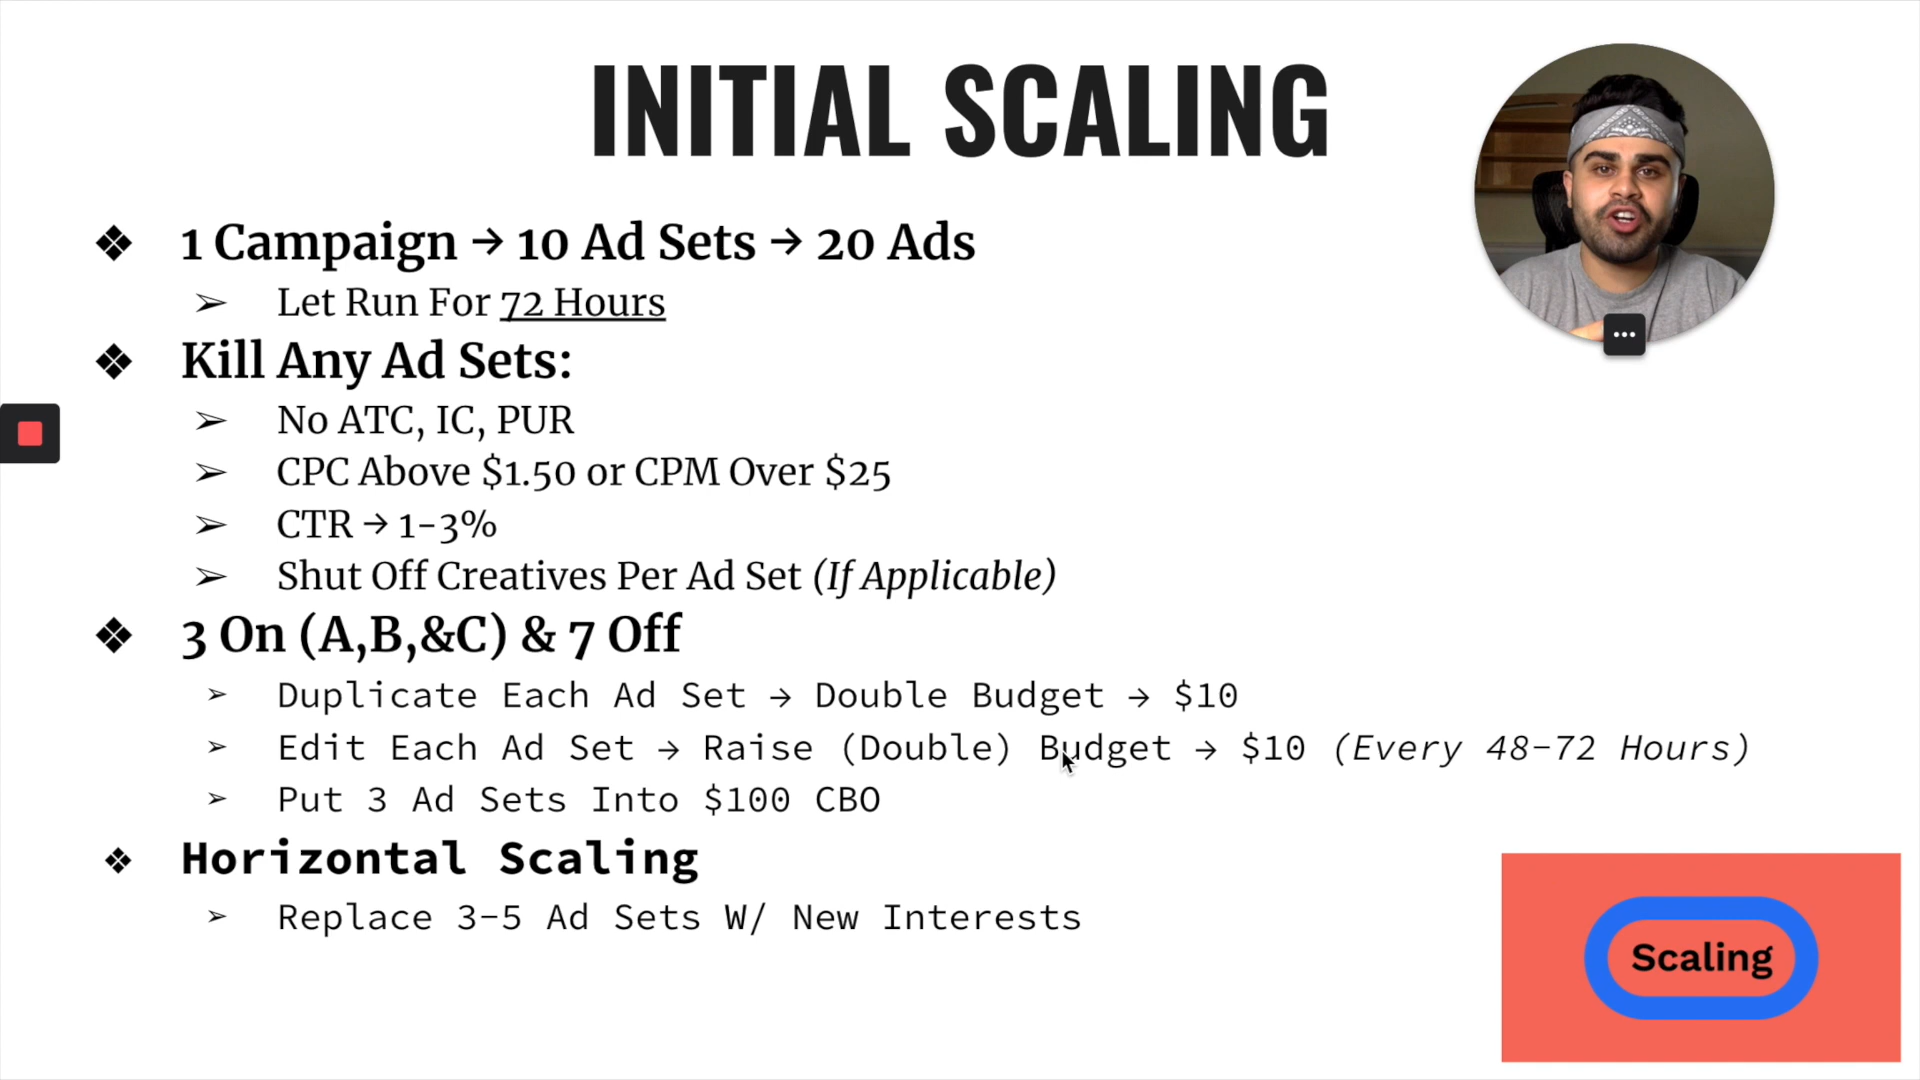 INITIAL SCALING
❖ 1 Campaign → 10 Ad Sets → 20 Ads
➢ Let Run For 72 Hours
❖ Kill Any Ad Sets:
➢ No ATC, IC, PUR
➢ CPC Above $1.50 or CPM Over $25
➢ CTR → 1-3%
➢ Shut Off Creatives Per Ad Set (If Applicable)
❖ 3 On (A,B,&C) & 7 Off
➢ Duplicate Each Ad Set → Double Budget → $10
➢ Edit Each Ad Set → Raise (Double) Budget → $10 (Every 48-72 Hours)
➢ Put 3 Ad Sets Into $100 CBO
❖ Horizontal Scaling
➢ Replace 3-5 Ad Sets W/ New Interests
Scaling